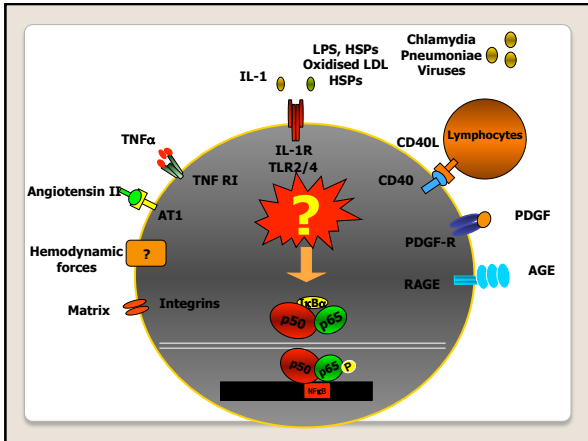 Chlamydia
Pneumoniae
Viruses
LPS, HSPs
Oxidised LDL
HSPs
IL-1
IL-1R
TLR2/4
CD40L
Lymphocytes
CD40
TNFα
TNF RI
Angiotensin II
AT1
?
PDGF
PDGF-R
Hemodynamic
forces
?
AGE
RAGE
Matrix
Integrins
IκBα
p50
p65
p50
p65
P
NFκB